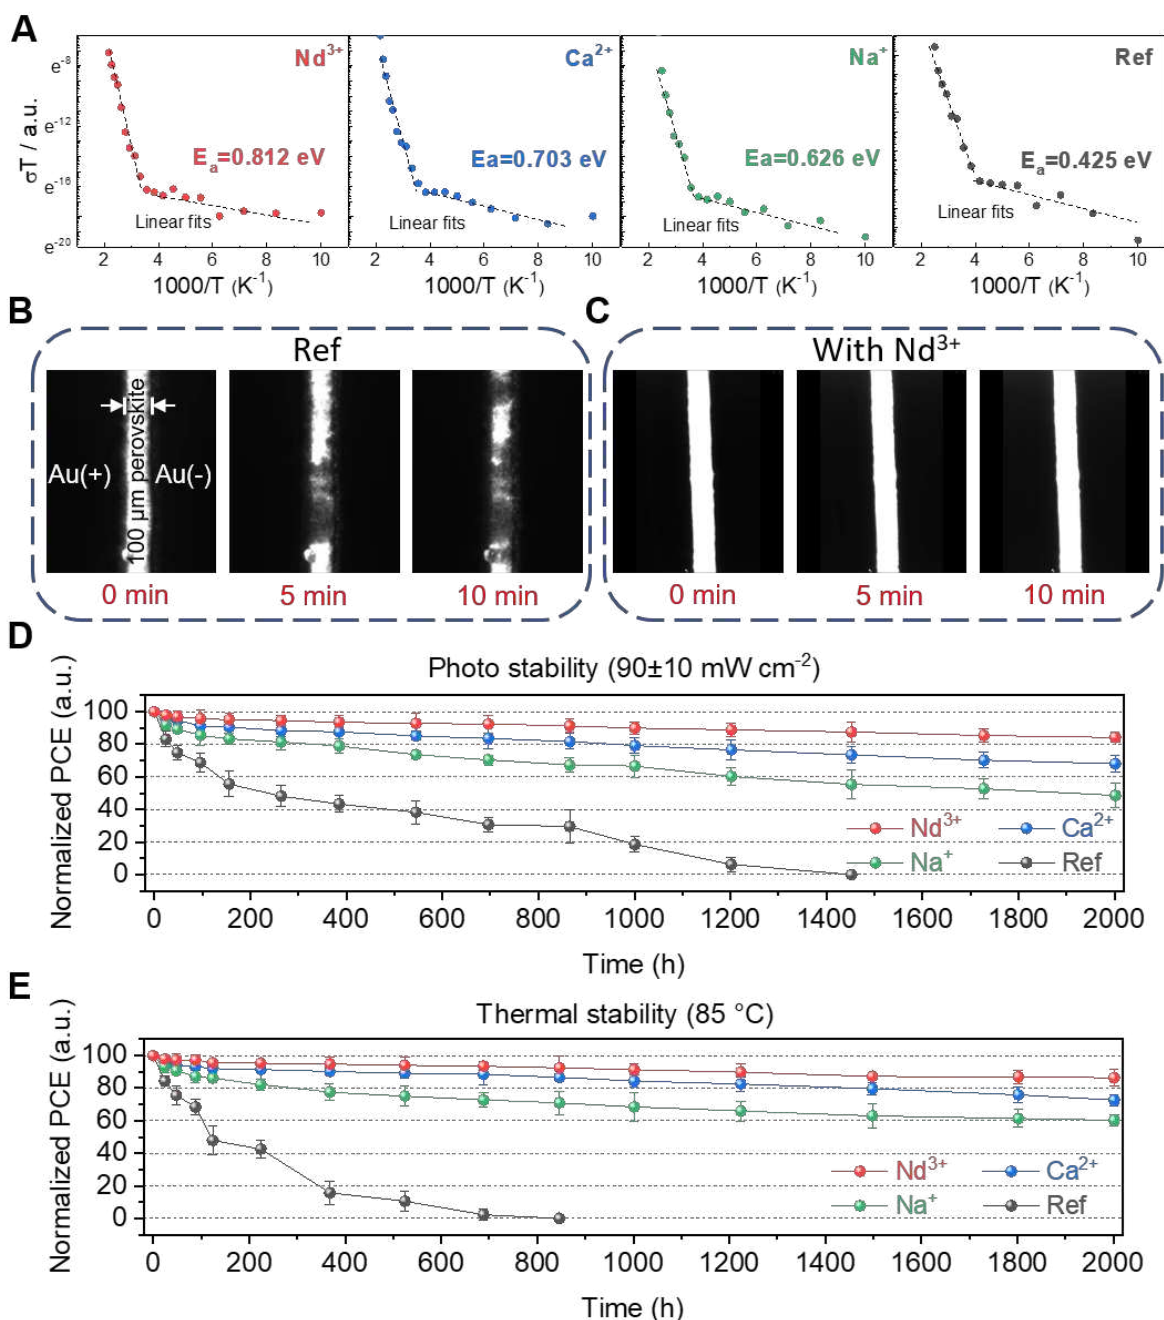 A
Nd³⁺
Ca²⁺
Na⁺
Ref
σT / a.u.
e⁻⁸
e⁻¹²
e⁻¹⁶
e⁻²⁰
Eₐ=0.812 eV
Ea=0.703 eV
Ea=0.626 eV
Eₐ=0.425 eV
Linear fits
Linear fits
Linear fits
Linear fits
2 4 6 8 10
2 4 6 8 10
2 4 6 8 10
2 4 6 8 10
1000/T (K⁻¹)
1000/T (K⁻¹)
1000/T (K⁻¹)
1000/T (K⁻¹)
B
Ref
Au(+)
100 μm perovskite
Au(-)
0 min
5 min
10 min
C
With Nd³⁺
0 min
5 min
10 min
D
Photo stability (90±10 mW cm⁻²)
Normalized PCE (a.u.)
100
80
60
40
20
0
Nd³⁺
Ca²⁺
Na⁺
Ref
0 200 400 600 800 1000 1200 1400 1600 1800 2000
Time (h)
E
Thermal stability (85 °C)
Normalized PCE (a.u.)
100
80
60
40
20
0
Nd³⁺
Ca²⁺
Na⁺
Ref
0 200 400 600 800 1000 1200 1400 1600 1800 2000
Time (h)